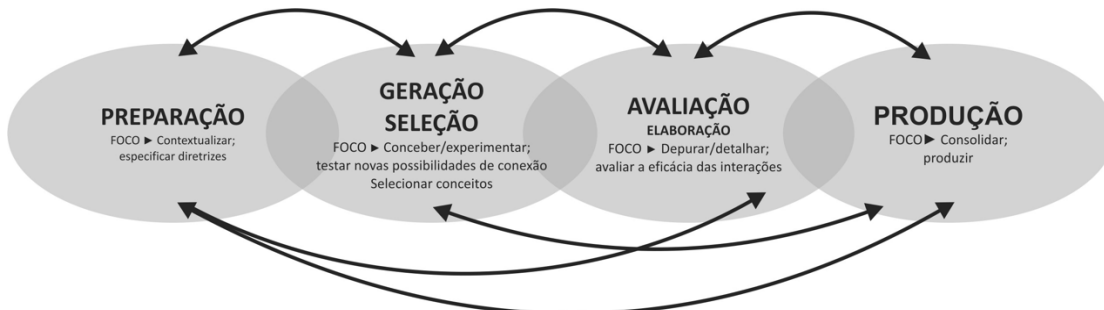 PREPARAÇÃO
FOCO ► Contextualizar;
especificar diretrizes
GERAÇÃO
SELEÇÃO
FOCO ► Conceber/experimentar;
testar novas possibilidades de conexão
Selecionar conceitos
AVALIAÇÃO
ELABORAÇÃO
FOCO ► Depurar/detalhar;
avaliar a eficácia das interações
PRODUÇÃO
FOCO► Consolidar;
produzir